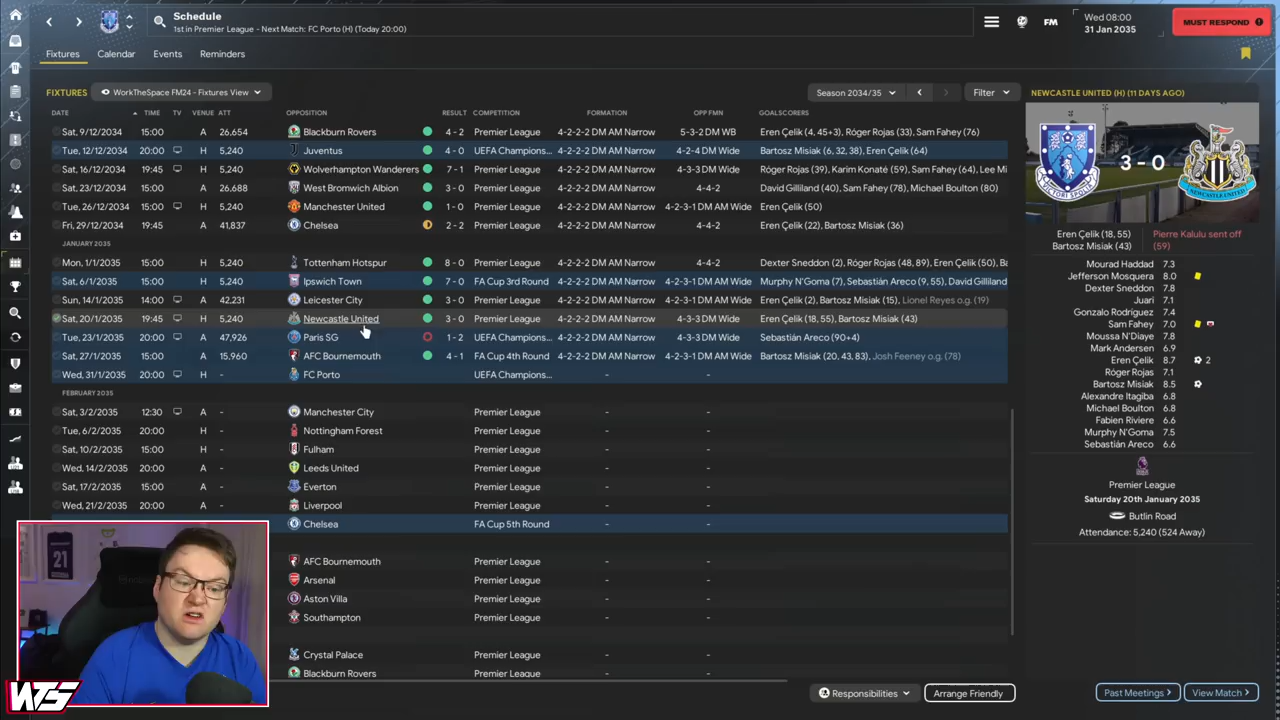 Schedule
1st in Premier League - Next Match: FC Porto (H) (Today 20:00)
FM
Wed 08:00
31 Jan 2035
MUST RESPOND
Fixtures
Calendar
Events
Reminders
FIXTURES
WorkTheSpace FM24 - Fixtures View
Season 2034/35
Filter
DATE TIME TV VENUE ATT OPPOSITION RESULT COMPETITION FORMATION OPP FMN GOALSCORERS
Sat, 9/12/2034 15:00 A 26,654 Blackburn Rovers 4 - 2 Premier League 4-2-2-2 DM AM Narrow 5-3-2 DM WB Eren Çelik (4, 45+3), Róger Rojas (33), Sam Fahey (76)
Tue, 12/12/2034 20:00 H 5,240 Juventus 4 - 0 UEFA Champions... 4-2-2-2 DM AM Narrow 4-2-4 DM Wide Bartosz Misiak (6, 32, 38), Eren Çelik (64)
Sat, 16/12/2034 19:45 H 5,240 Wolverhampton Wanderers 7 - 1 Premier League 4-2-2-2 DM AM Narrow 4-3-3 DM Wide Róger Rojas (39), Karim Konaté (59), Sam Fahey (64), Lee Mi
Sat, 23/12/2034 15:00 A 26,688 West Bromwich Albion 3 - 0 Premier League 4-2-2-2 DM AM Narrow 4-4-2 David Gilliland (40), Sam Fahey (78), Michael Boulton (80)
Tue, 26/12/2034 15:00 H 5,240 Manchester United 1 - 0 Premier League 4-2-2-2 DM AM Narrow 4-2-3-1 DM AM Wide Eren Çelik (50)
Fri, 29/12/2034 19:45 A 41,837 Chelsea 2 - 2 Premier League 4-2-2-2 DM AM Narrow 4-4-2 Eren Çelik (22), Bartosz Misiak (36)
JANUARY 2035
Mon, 1/1/2035 15:00 H 5,240 Tottenham Hotspur 8 - 0 Premier League 4-2-2-2 DM AM Narrow 4-4-2 Dexter Sneddon (2), Róger Rojas (48, 89), Eren Çelik (50), Ba
Sat, 6/1/2035 15:00 H 5,240 Ipswich Town 7 - 0 FA Cup 3rd Round 4-2-2-2 DM AM Narrow 4-2-3-1 DM AM Wide Murphy N'Goma (7), Sebastián Areco (9, 55), David Gilliland
Sun, 14/1/2035 14:00 A 42,231 Leicester City 3 - 0 Premier League 4-2-2-2 DM AM Narrow 4-2-3-1 DM AM Wide Eren Çelik (2), Bartosz Misiak (15), Lionel Reyes o.g. (19)
Sat, 20/1/2035 19:45 H 5,240 Newcastle United 3 - 0 Premier League 4-2-2-2 DM AM Narrow 4-3-3 DM Wide Eren Çelik (18, 55), Bartosz Misiak (43)
Tue, 23/1/2035 20:00 A 47,926 Paris SG 1 - 2 UEFA Champions... 4-2-2-2 DM AM Narrow 4-3-3 DM Wide Sebastián Areco (90+4)
Sat, 27/1/2035 15:00 A 15,960 AFC Bournemouth 4 - 1 FA Cup 4th Round 4-2-2-2 DM AM Narrow 4-2-3-1 DM AM Wide Bartosz Misiak (20, 43, 83), Josh Feeney o.g. (78)
Wed, 31/1/2035 20:00 H - FC Porto - UEFA Champions... - -
FEBRUARY 2035
Sat, 3/2/2035 12:30 A - Manchester City - Premier League - -
Tue, 6/2/2035 20:00 H - Nottingham Forest - Premier League - -
Sat, 10/2/2035 15:00 H - Fulham - Premier League - -
Wed, 14/2/2035 20:00 A - Leeds United - Premier League - -
Sat, 17/2/2035 15:00 A - Everton - Premier League - -
Wed, 21/2/2035 20:00 A - Liverpool - Premier League - -
Chelsea - FA Cup 5th Round - -
AFC Bournemouth - Premier League - -
Arsenal - Premier League - -
Aston Villa - Premier League - -
Southampton - Premier League - -
Crystal Palace - Premier League - -
Blackburn Rovers - Premier League - -
Responsibilities
Arrange Friendly
NEWCASTLE UNITED (H) (11 DAYS AGO)
3 - 0
Eren Çelik (18, 55)
Bartosz Misiak (43)
Pierre Kalulu sent off
(59)
Mourad Haddad 7.3
Jefferson Mosquera 8.0
Dexter Sneddon 7.8
Juarí 7.1
Gonzalo Rodríguez 7.4
Sam Fahey 7.0
Moussa N'Diaye 7.8
Mark Anderson 6.9
Eren Çelik 8.7 2
Róger Rojas 7.1
Bartosz Misiak 8.5
Alexandre Itagiba 6.8
Michael Boulton 6.8
Fabien Riviere 6.6
Murphy N'Goma 7.5
Sebastián Areco 6.6
Premier League
Saturday 20th January 2035
Butlin Road
Attendance: 5,240 (524 Away)
Past Meetings >
View Match >
WTS